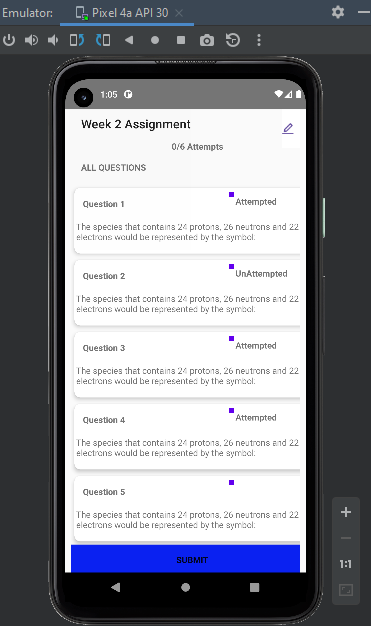 Emulator:
Pixel 4a API 30
1:05
Week 2 Assignment
0/6 Attempts
ALL QUESTIONS
Question 1
Attempted
The species that contains 24 protons, 26 neutrons and 22
electrons would be represented by the symbol:
Question 2
UnAttempted
The species that contains 24 protons, 26 neutrons and 22
electrons would be represented by the symbol:
Question 3
Attempted
The species that contains 24 protons, 26 neutrons and 22
electrons would be represented by the symbol:
Question 4
Attempted
The species that contains 24 protons, 26 neutrons and 22
electrons would be represented by the symbol:
Question 5
The species that contains 24 protons, 26 neutrons and 22
electrons would be represented by the symbol:
SUBMIT
1:1